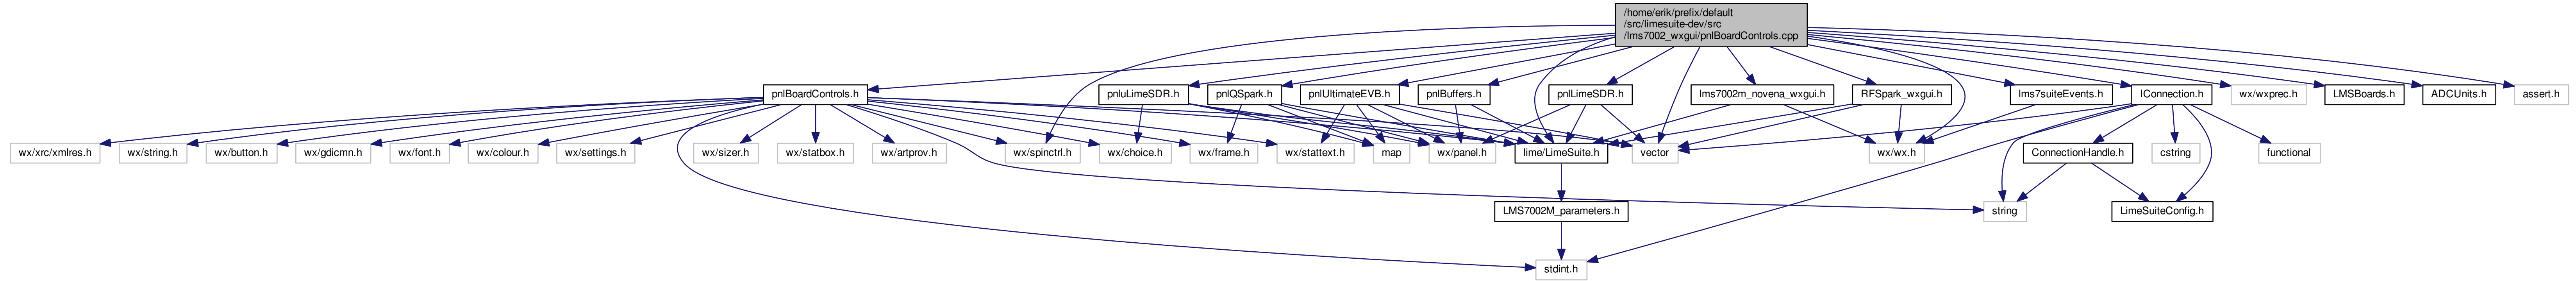 /home/erik/prefix/default
/src/limesuite-dev/src
/lms7002_wxgui/pnlBoardControls.cpp
pnlBoardControls.h
pnluLimeSDR.h
pnlQSpark.h
pnlUltimateEVB.h
pnlBuffers.h
pnlLimeSDR.h
lms7002m_novena_wxgui.h
RFSpark_wxgui.h
lms7suiteEvents.h
IConnection.h
wx/wxprec.h
LMSBoards.h
ADCUnits.h
assert.h
wx/xrc/xmlres.h
wx/string.h
wx/button.h
wx/gdicmn.h
wx/font.h
wx/colour.h
wx/settings.h
wx/sizer.h
wx/statbox.h
wx/artprov.h
wx/spinctrl.h
wx/choice.h
wx/frame.h
wx/stattext.h
map
wx/panel.h
lime/LimeSuite.h
vector
wx/wx.h
ConnectionHandle.h
cstring
functional
LMS7002M_parameters.h
string
LimeSuiteConfig.h
stdint.h